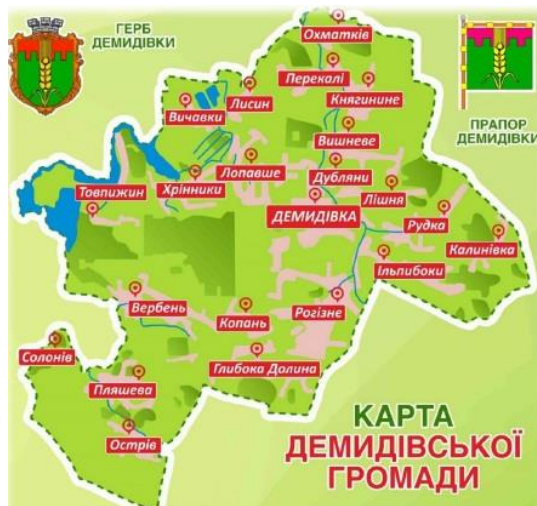 ГЕРБ
ДЕМИДІВКИ
ПРАПОР
ДЕМИДІВКИ
Охматків
Перекалі
Княгинине
Лисин
Вичавки
Вишневе
Лопавше
Дубляни
Хрінники
Товпижин
Лішня
ДЕМИДІВКА
Рудка
Калинівка
Ільпибоки
Вербень
Рогізне
Копань
Солонів
Глибока Долина
Пляшева
Острів
КАРТА
ДЕМИДІВСЬКОЇ
ГРОМАДИ